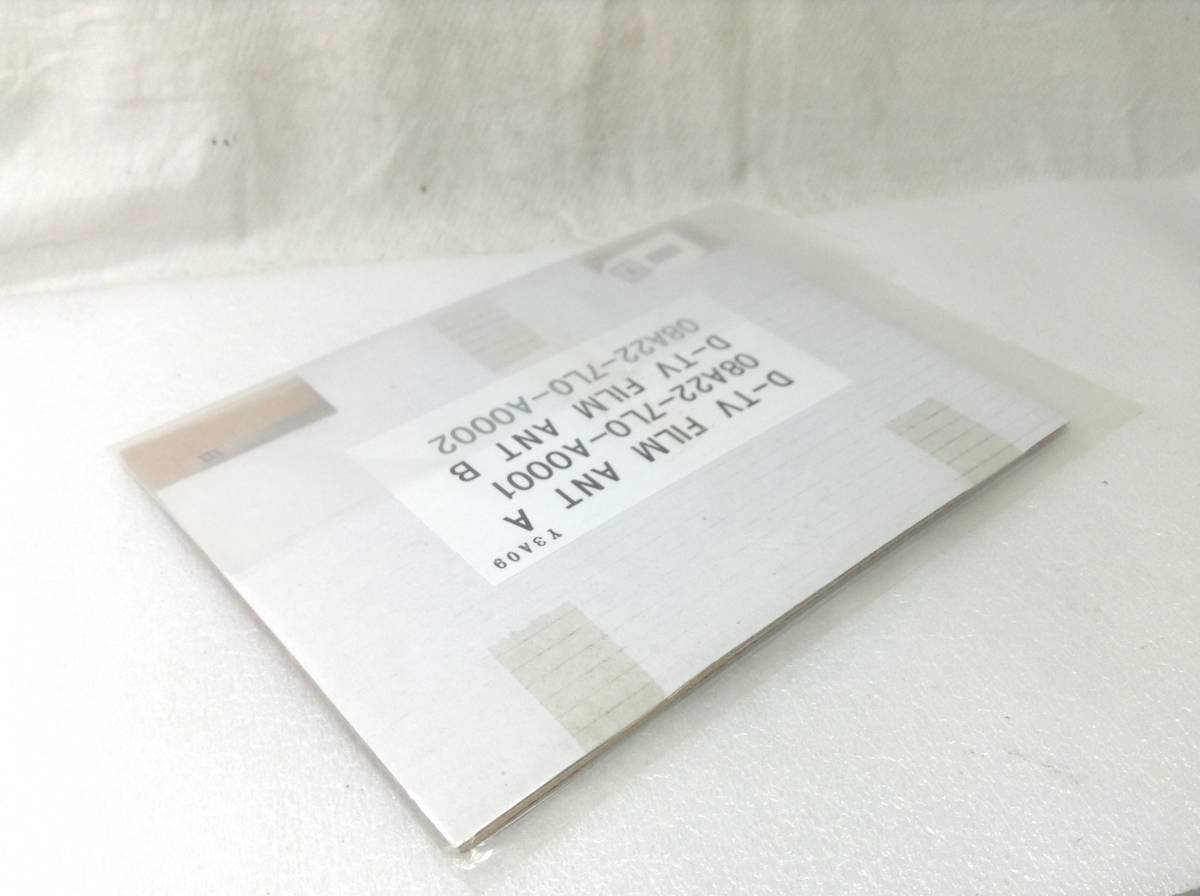 D-TV FILM ANT A
08A22-7L0-A0001
D-TV FILM ANT B
08A22-7L0-A0002
Y3A09